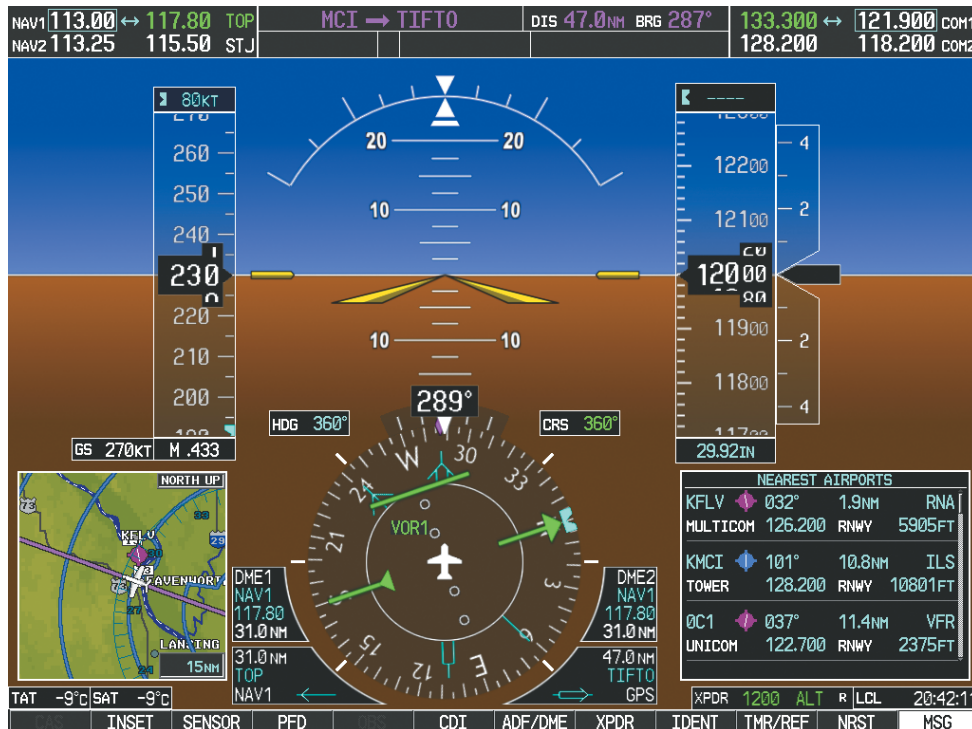 NAV1 113.00 ↔ 117.80 TOP
NAV2 113.25 115.50 STJ
MCI → TIFTO
DIS 47.0NM BRG 287°
133.300 ↔ 121.900 COM1
128.200 118.200 COM2
80KT
260
250
240
230
220
210
200
GS 270KT M .433
20 20
10 10
10 10
----
12200
12100
12000
20
80
11900
11800
29.92IN
4
2
2
4
289°
HDG 360°
CRS 360°
W 30 33 3 6 E 12 15 21 24
VOR1
NORTH UP
73
KFLV
29
LANSING
15NM
DME1
NAV1
117.80
31.0NM
31.0NM
TOP
NAV1
DME2
NAV1
117.80
31.0NM
47.0NM
TIFTO
GPS
NEAREST AIRPORTS
KFLV 032° 1.9NM RNA
MULTICOM 126.200 RNWY 5905FT
KMCI 101° 10.8NM ILS
TOWER 128.200 RNWY 10801FT
0C1 037° 11.4NM VFR
UNICOM 122.700 RNWY 2375FT
TAT -9°C SAT -9°C
XPDR 1200 ALT R LCL 20:42:11
CAS INSET SENSOR PFD OBS CDI ADF/DME XPDR IDENT TMR/REF NRST MSG